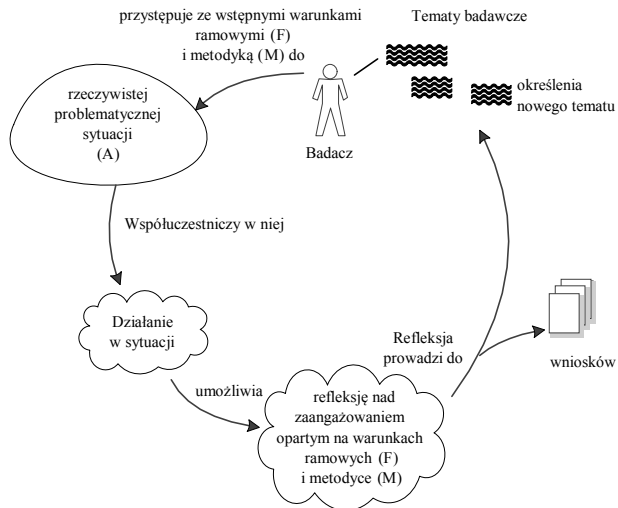 przystępuje ze wstępnymi warunkami
ramowymi (F)
i metodyką (M) do
Tematy badawcze
określenia
nowego tematu
Badacz
rzeczywistej
problematycznej
sytuacji
(A)
Współuczestniczy w niej
Działanie
w sytuacji
umożliwia
refleksję nad
zaangażowaniem
opartym na warunkach
ramowych (F)
i metodyce (M)
Refleksja
prowadzi do
wniosków